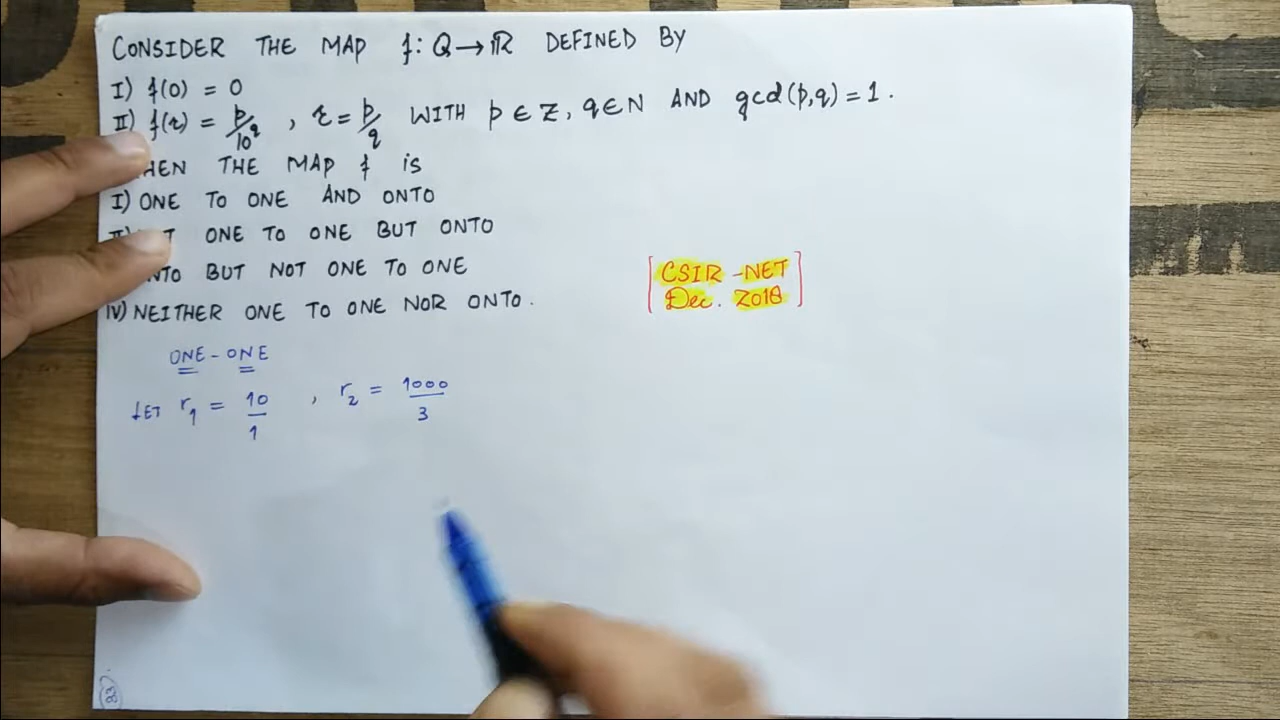 CONSIDER THE MAP f: Q→R DEFINED BY
I) f(0) = 0
II) f(r) = p/10^q , r = p/q WITH p ∈ Z, q ∈ N AND gcd(p,q) = 1 .
HEN THE MAP f IS
I) ONE TO ONE AND ONTO
ONE TO ONE BUT ONTO
BUT NOT ONE TO ONE
IV) NEITHER ONE TO ONE NOR ONTO .
[CSIR -NET
Dec. 2018]
ONE - ONE
LET r1 = 10/1 , r2 = 1000/3